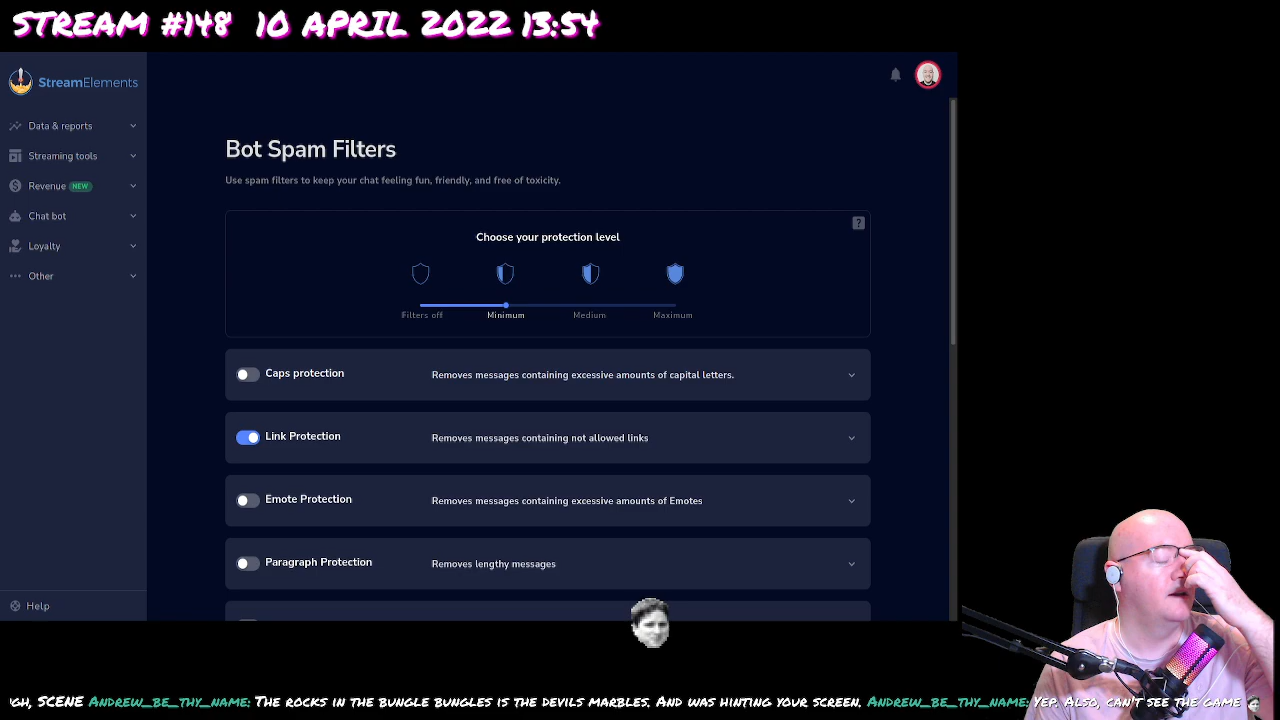 STREAM #148 10 APRIL 2022 13:54
StreamElements
Data & reports
Streaming tools
Revenue NEW
Chat bot
Loyalty
Other
Help
Bot Spam Filters
Use spam filters to keep your chat feeling fun, friendly, and free of toxicity.
?
Choose your protection level
Filters off Minimum Medium Maximum
Caps protection Removes messages containing excessive amounts of capital letters.
Link Protection Removes messages containing not allowed links
Emote Protection Removes messages containing excessive amounts of Emotes
Paragraph Protection Removes lengthy messages
SCENE ANDREW_BE_THY_NAME: THE ROCKS IN THE BUNGLE BUNGLES IS THE DEVILS MARBLES. AND WAS HINTING YOUR SCREEN. ANDREW_BE_THY_NAME: YEP. ALSO, CAN'T SEE THE GAME